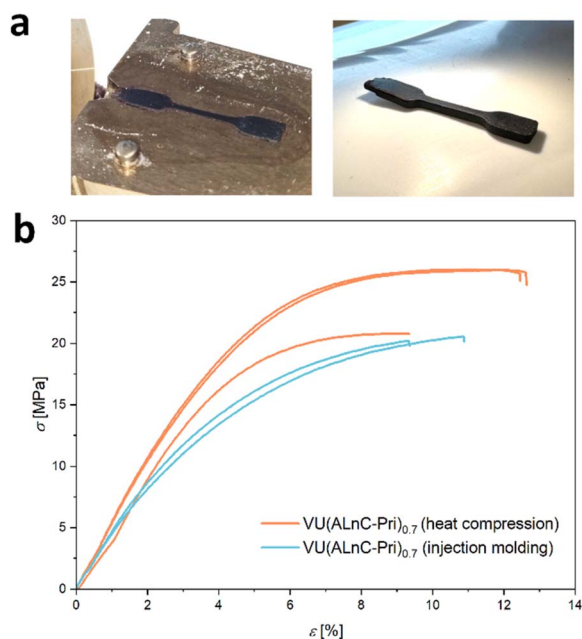 a
b
30
25
20
15
10
5
0
σ [MPa]
VU(ALnC-Pri)0.7 (heat compression)
VU(ALnC-Pri)0.7 (injection molding)
0 2 4 6 8 10 12 14
ε [%]